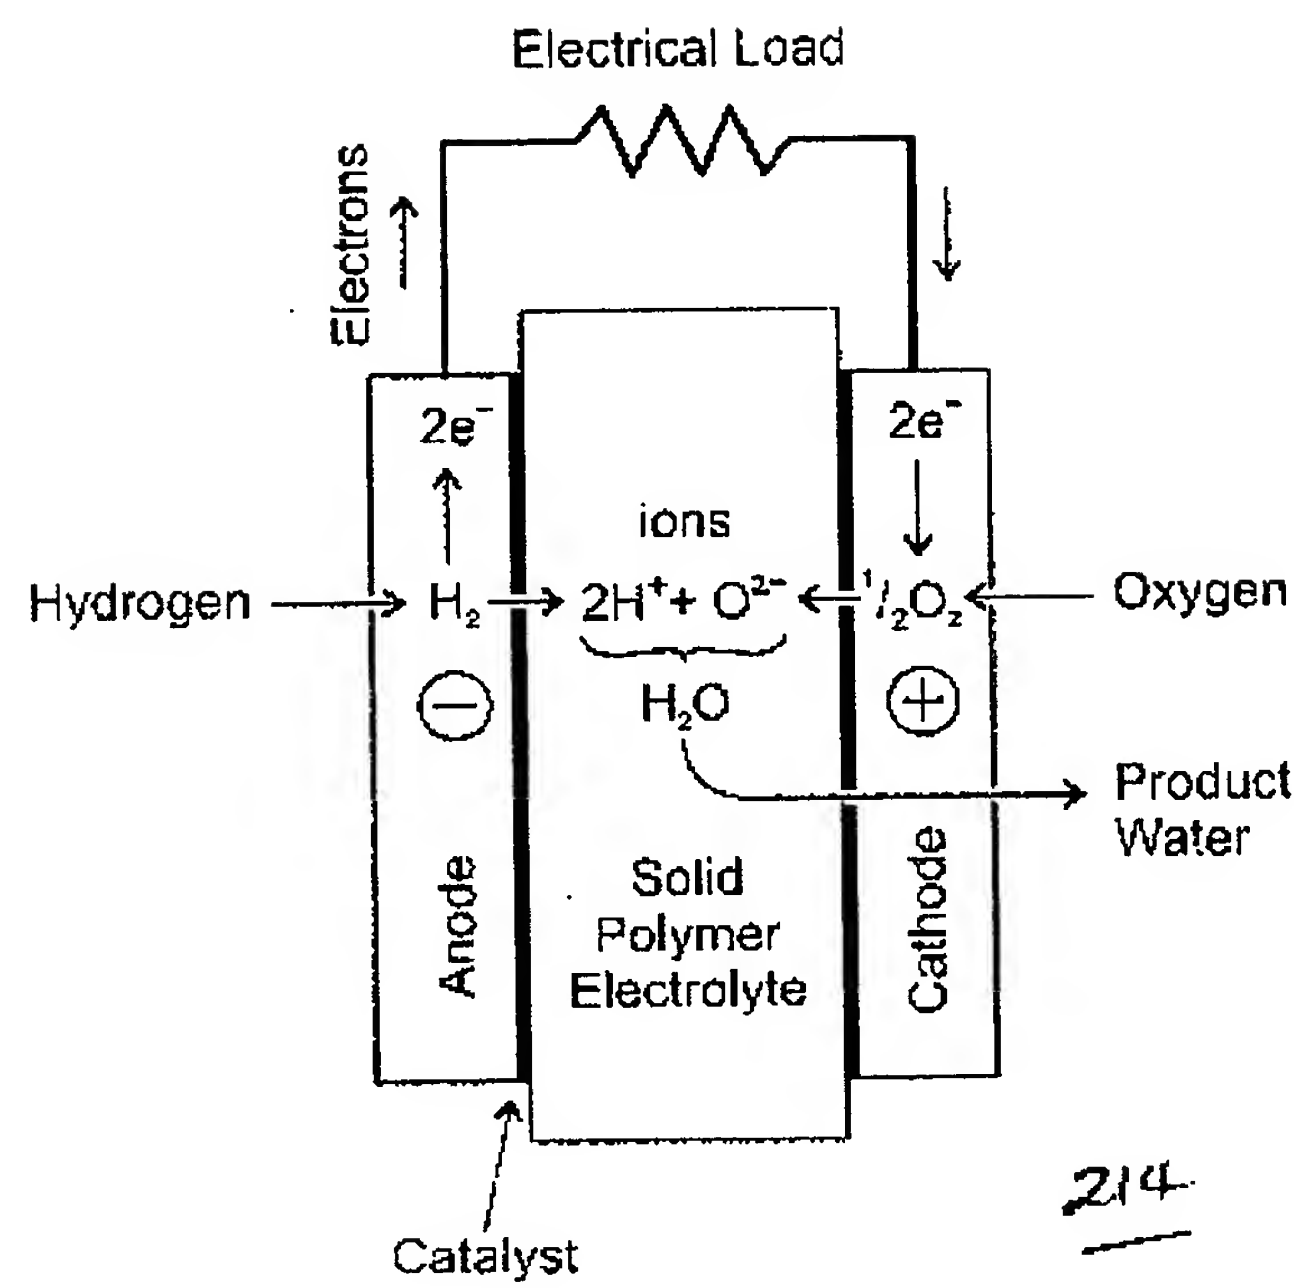 Electrical Load
Electrons
2e⁻
2e⁻
ions
Hydrogen
H₂
2H⁺+ O²⁻
¹/₂O₂
Oxygen
− 
H₂O
+
Product
Water
Anode
Solid
Polymer
Electrolyte
Cathode
Catalyst
214